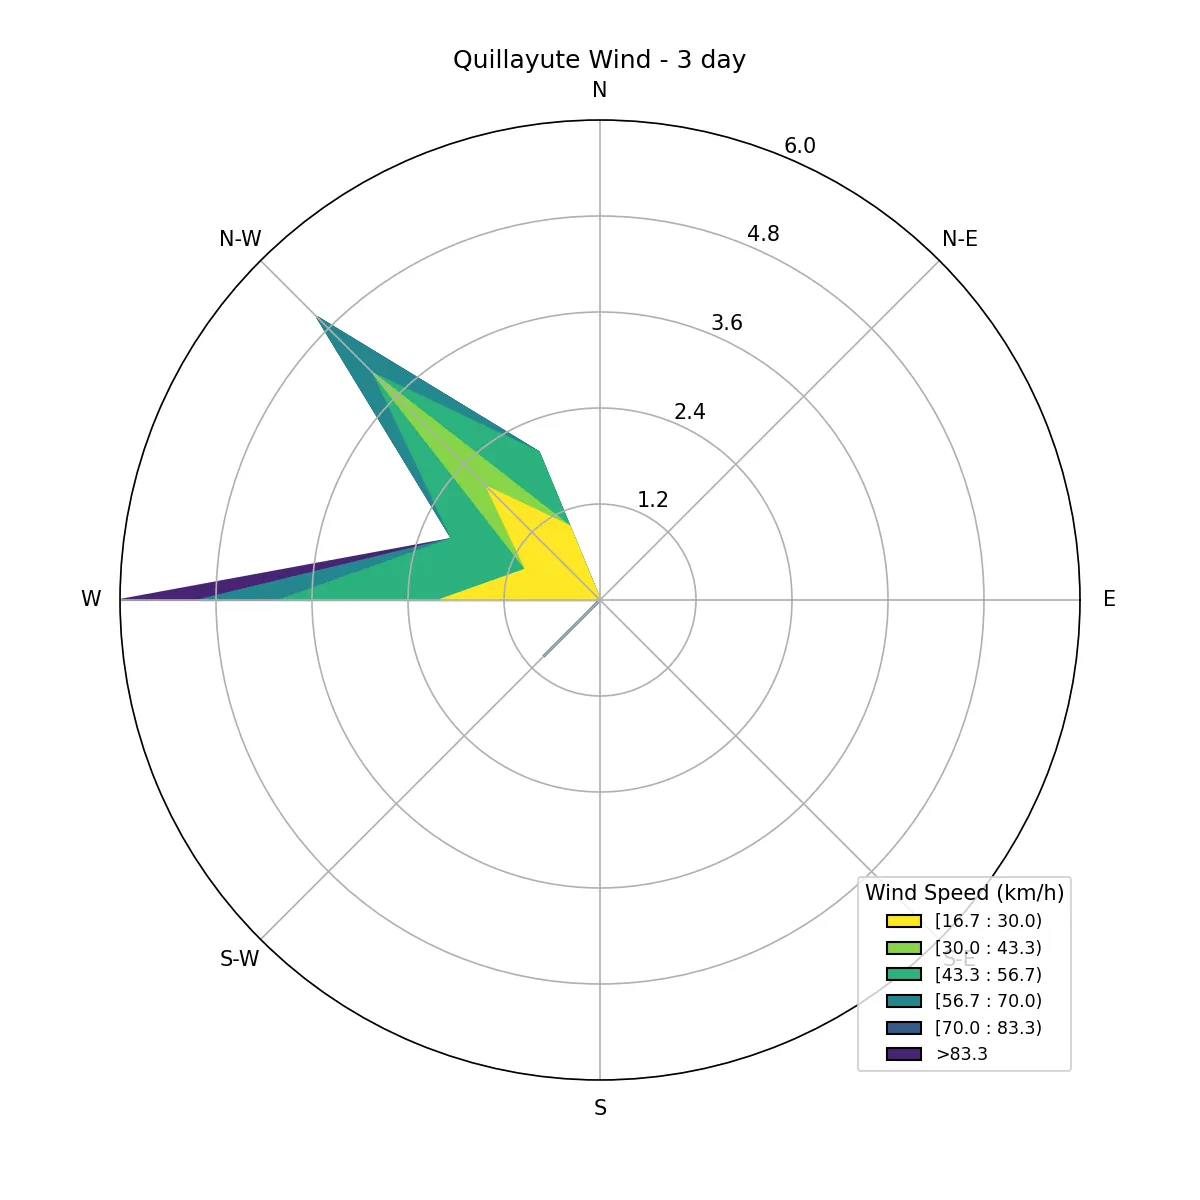 Quillayute Wind - 3 day
N
6.0
N-W
N-E
4.8
3.6
2.4
1.2
W
E
S-W
S-E
S
Wind Speed (km/h)
[16.7 : 30.0)
[30.0 : 43.3)
[43.3 : 56.7)
[56.7 : 70.0)
[70.0 : 83.3)
>83.3